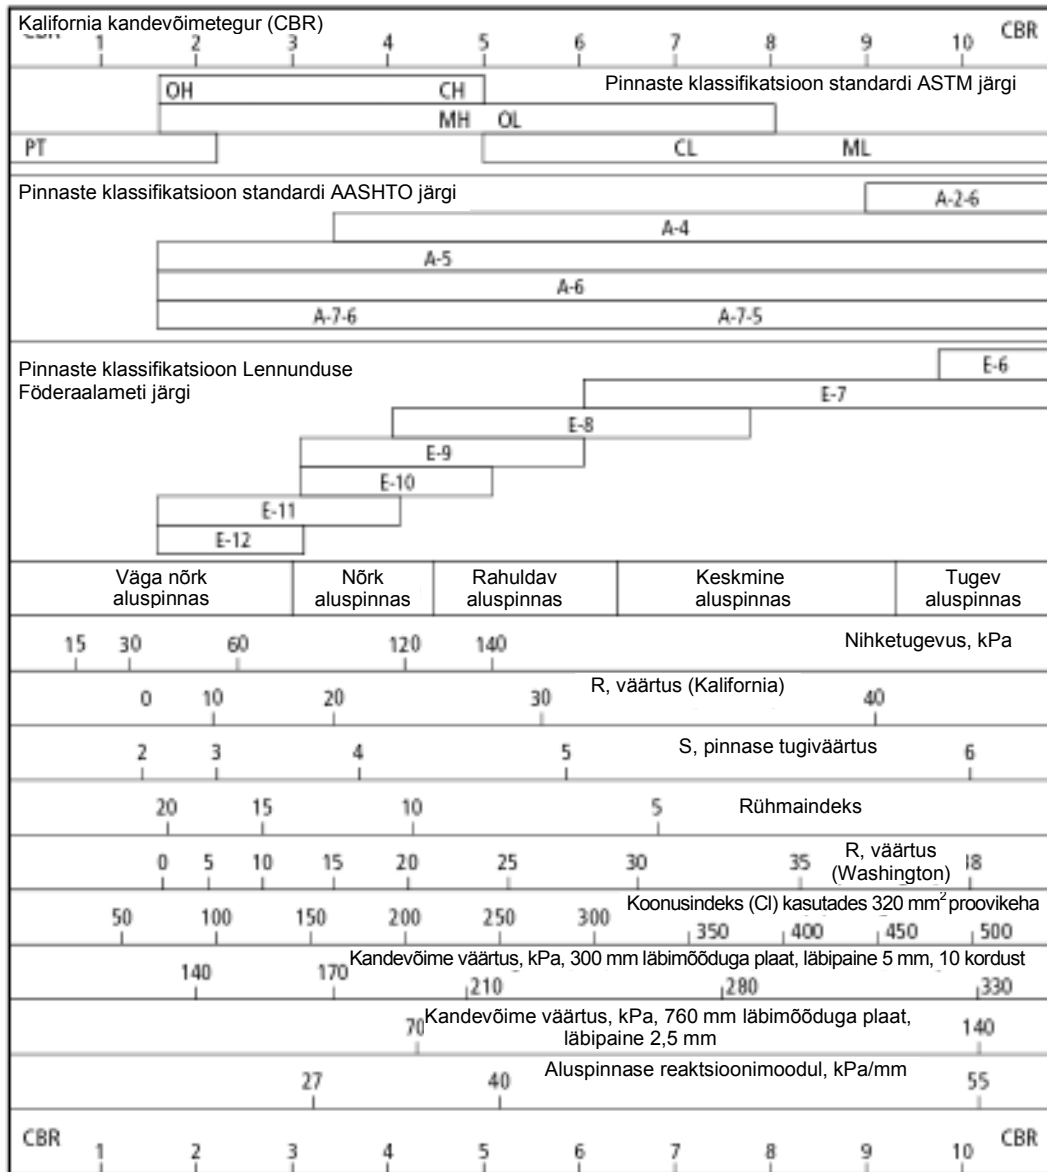 Kalifornia kandevõimetegur (CBR)
1 2 3 4 5 6 7 8 9 10 CBR
Pinnaste klassifikatsioon standardi ASTM järgi
OH CH
MH OL
PT CL ML
Pinnaste klassifikatsioon standardi AASHTO järgi
A-2-6
A-4
A-5
A-6
A-7-6 A-7-5
Pinnaste klassifikatsioon Lennunduse
Föderaalameti järgi
E-6
E-7
E-8
E-9
E-10
E-11
E-12
Väga nõrk Nõrk Rahuldav Keskmine Tugev
aluspinnas aluspinnas aluspinnas aluspinnas aluspinnas
15 30 60 120 140 Nihketugevus, kPa
R, väärtus (Kalifornia)
0 10 20 30 40
S, pinnase tugiväärtus
2 3 4 5 6
20 15 10 5 Rühmaindeks
R, väärtus
(Washington)
0 5 10 15 20 25 30 35
Koonusindeks (CI) kasutades 320 mm² proovikeha
50 100 150 200 250 300 350 400 450 500
Kandevõime väärtus, kPa, 300 mm läbimõõduga plaat, läbipaine 5 mm, 10 kordust
140 170 210 280 330
Kandevõime väärtus, kPa, 760 mm läbimõõduga plaat,
läbipaine 2,5 mm
70 140
Aluspinnase reaktsioonimoodul, kPa/mm
27 40 55
CBR 1 2 3 4 5 6 7 8 9 10 CBR